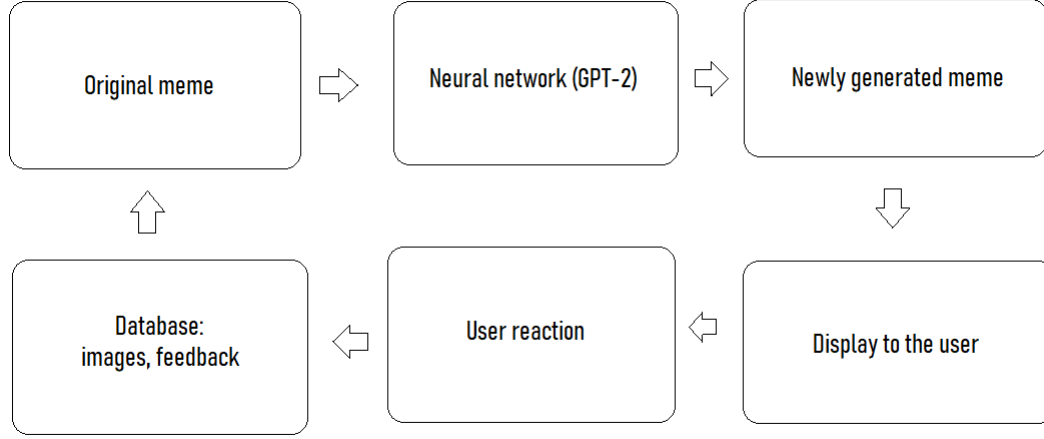 Original meme
Neural network (GPT-2)
Newly generated meme
Database:
images, feedback
User reaction
Display to the user